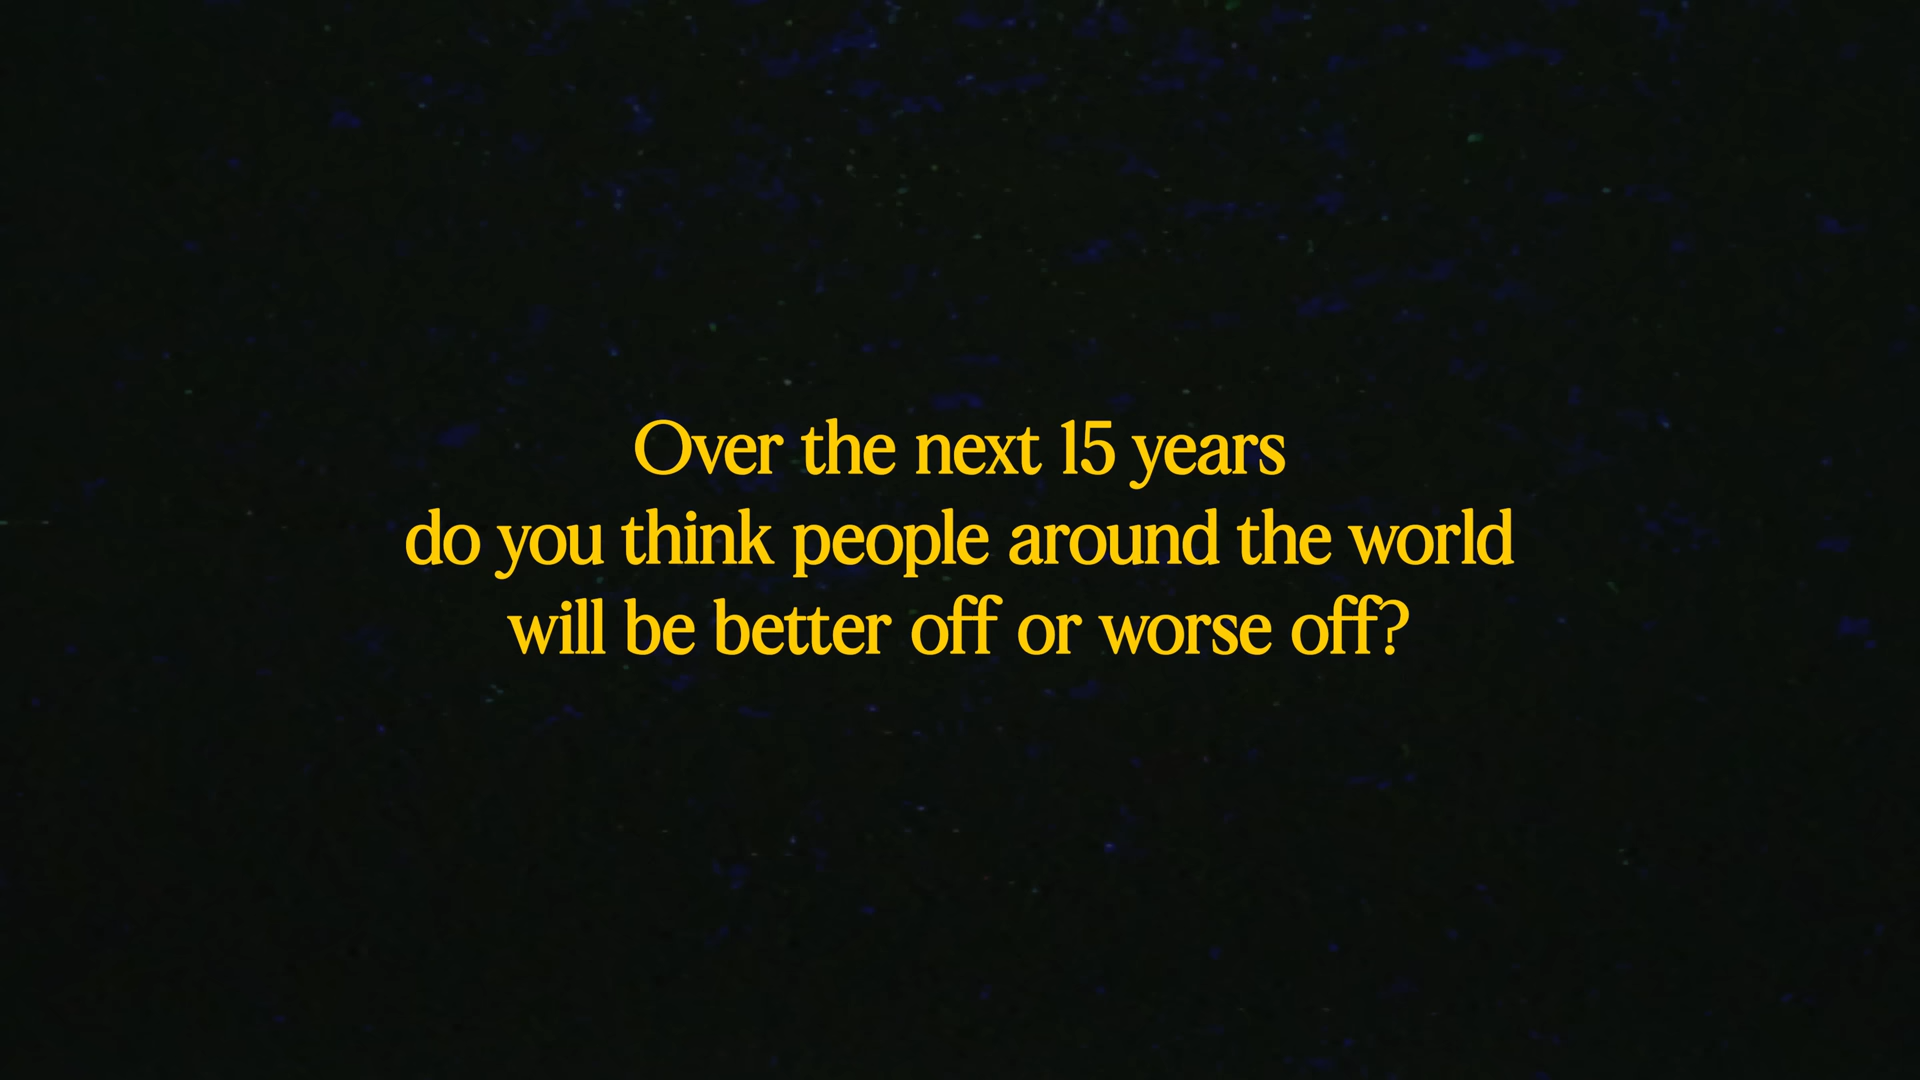 Over the next 15 years
do you think people around the world
will be better off or worse off?